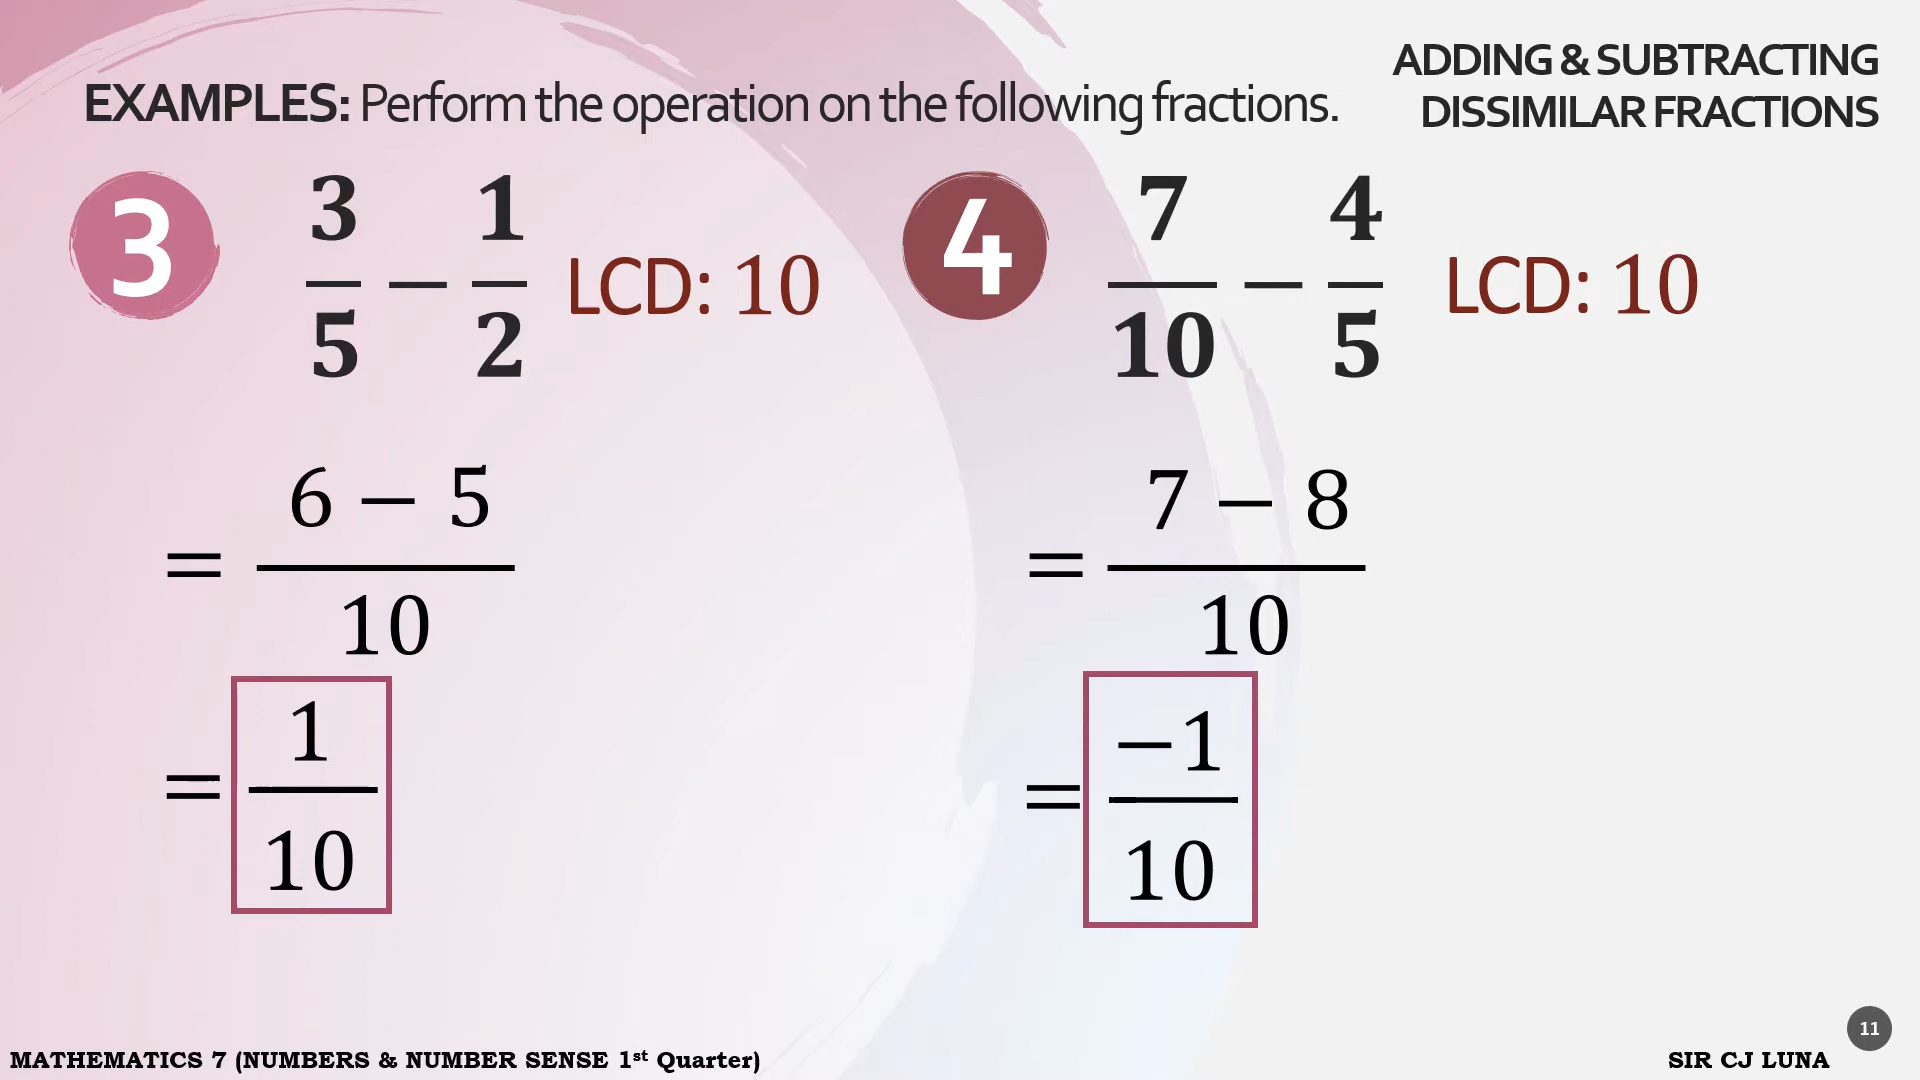 ADDING & SUBTRACTING
DISSIMILAR FRACTIONS
EXAMPLES: Perform the operation on the following fractions.
3
3/5 − 1/2 LCD: 10
= (6 − 5)/10
= 1/10
4
7/10 − 4/5 LCD: 10
= (7 − 8)/10
= −1/10
11
MATHEMATICS 7 (NUMBERS & NUMBER SENSE 1st Quarter)
SIR CJ LUNA